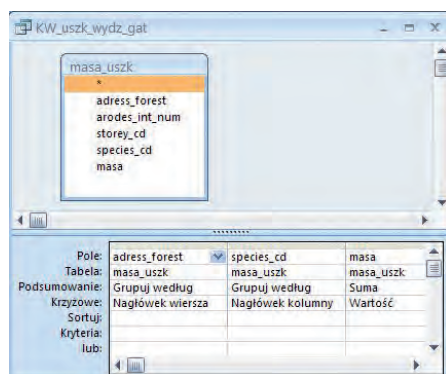 KW_uszk_wydz_gat
masa_uszk
*
adress_forest
arodes_int_num
storey_cd
species_cd
masa
Pole: adress_forest species_cd masa
Tabela: masa_uszk masa_uszk masa_uszk
Podsumowanie: Grupuj według Grupuj według Suma
Krzyżowe: Nagłówek wiersza Nagłówek kolumny Wartość
Sortuj:
Kryteria:
lub: